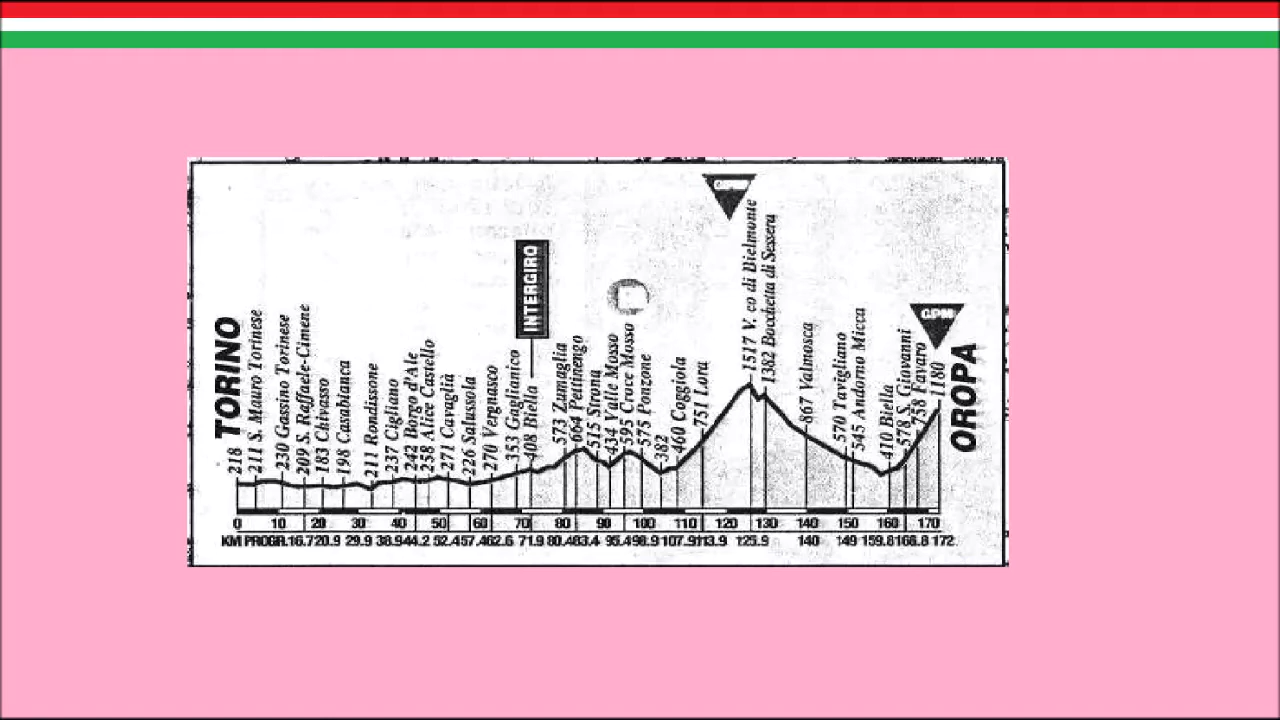 TORINO
218
211 S. Mauro Torinese
230 Gassino Torinese
209 S. Raffaele-Cimene
183 Chivasso
198 Casabianca
211 Rondissone
237 Cigliano
242 Borgo d'Ale
258 Alice Castello
271 Cavaglià
226 Salussola
270 Vergnasco
353 Gaglianico
INTERGIRO
408 Biella
573 Zumaglia
664 Pettinengo
515 Strona
434 Valle Mosso
595 Croce Mosso
575 Ponzone
382
460 Coggiola
751 Lora
1517 V. co di Bielmonte
1382 Bocchetta di Sessera
867 Valmosca
570 Tavigliano
545 Andorno Micca
410 Biella
578 S. Giovanni
758 Favaro
GPM
1180
OROPA
0 10 20 30 40 50 60 70 80 90 100 110 120 130 140 150 160 170
KM PROGR. 16.7 20.9 29.9 38.9 44.2 52.4 57.4 62.6 71.9 80.4 83.4 95.4 98.9 107.9 113.9 125.9 140 149 159.8 166.8 172